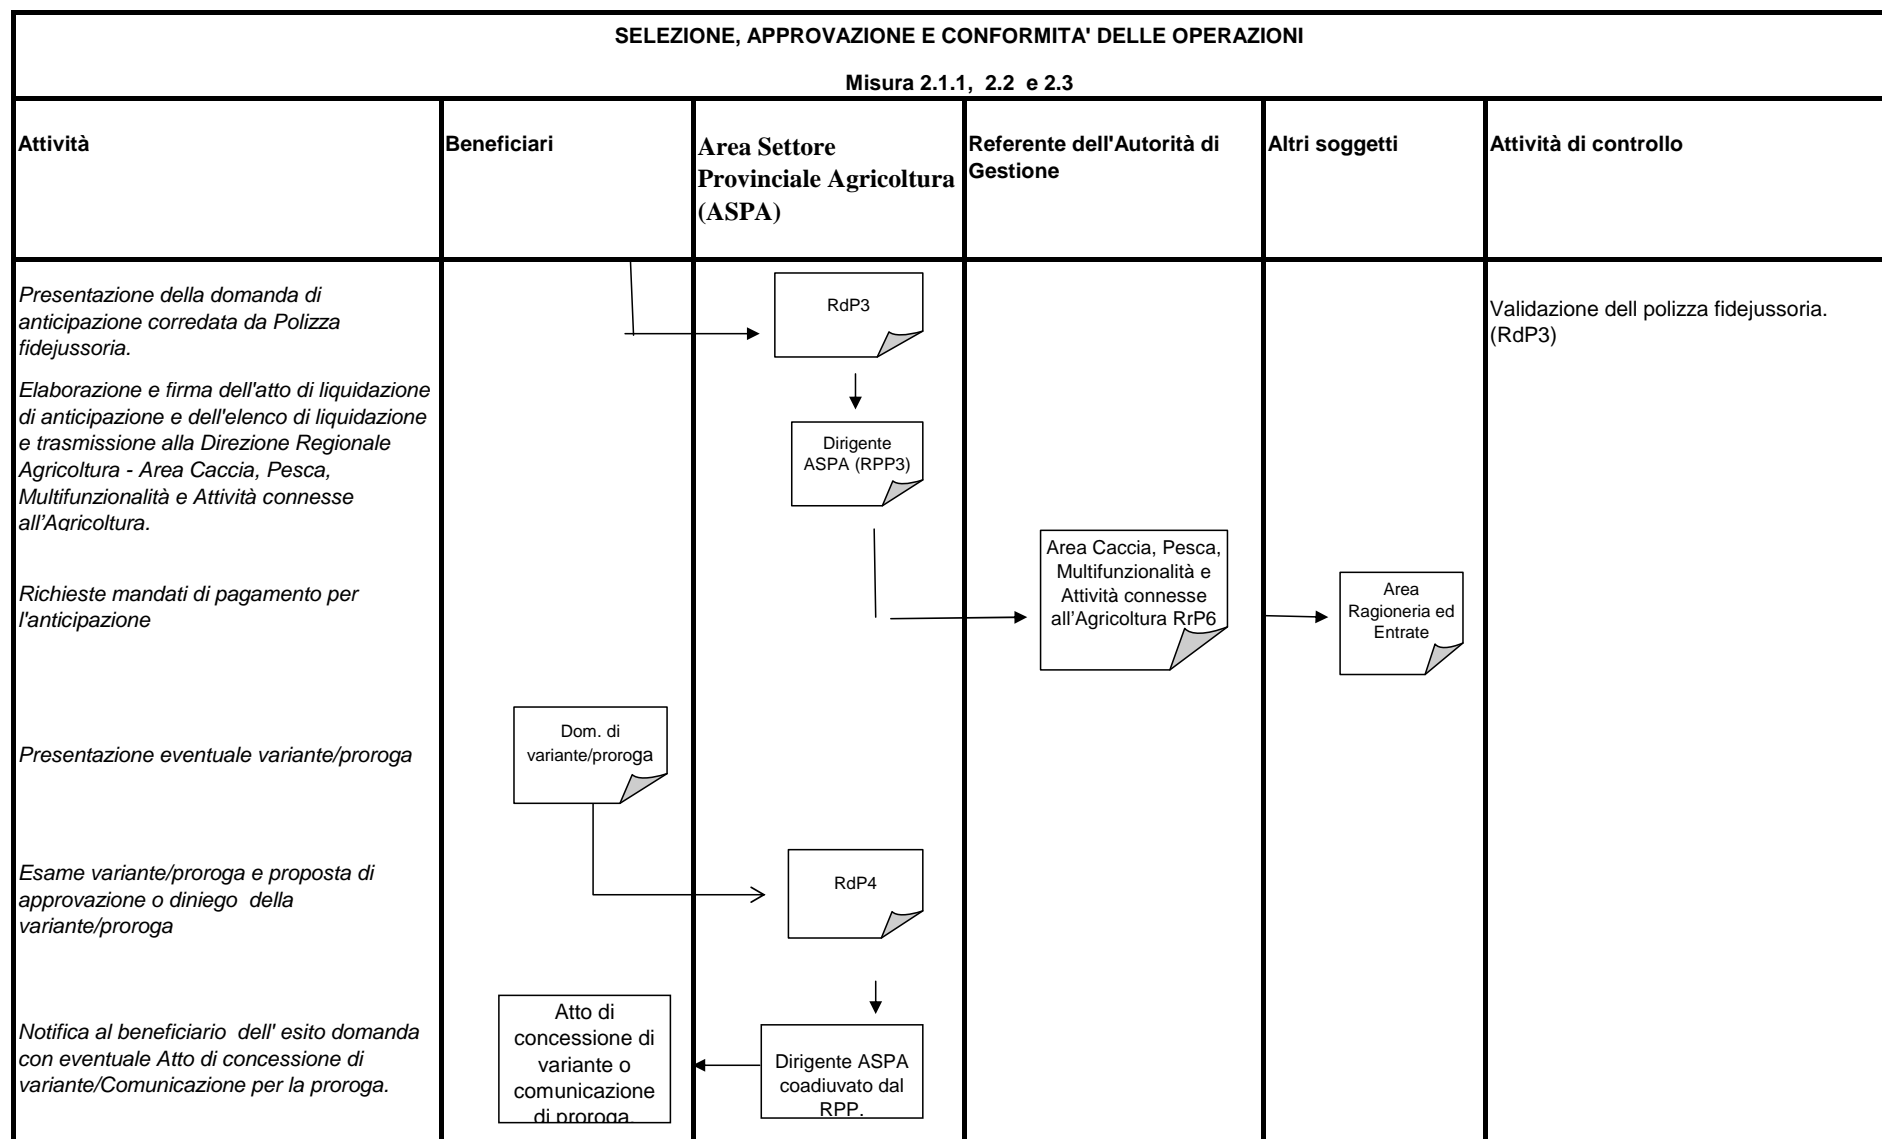 SELEZIONE, APPROVAZIONE E CONFORMITA' DELLE OPERAZIONI
Misura 2.1.1,  2.2  e 2.3
Attività
Beneficiari
Area Settore
Provinciale Agricoltura
(ASPA)
Referente dell'Autorità di
Gestione
Altri soggetti
Attività di controllo
Presentazione della domanda di
anticipazione corredata da Polizza
fidejussoria.
RdP3
Validazione dell polizza fidejussoria.
(RdP3)
Elaborazione e firma dell'atto di liquidazione
di anticipazione e dell'elenco di liquidazione
e trasmissione alla Direzione Regionale
Agricoltura - Area Caccia, Pesca,
Multifunzionalità e Attività connesse
all’Agricoltura.
Dirigente
ASPA (RPP3)
Richieste mandati di pagamento per
l'anticipazione
Area Caccia, Pesca,
Multifunzionalità e
Attività connesse
all’Agricoltura RrP6
Area
Ragioneria ed
Entrate
Presentazione eventuale variante/proroga
Dom. di
variante/proroga
Esame variante/proroga e proposta di
approvazione o diniego  della
variante/proroga
RdP4
Notifica al beneficiario  dell' esito domanda
con eventuale Atto di concessione di
variante/Comunicazione per la proroga.
Atto di
concessione di
variante o
comunicazione
di proroga.
Dirigente ASPA
coadiuvato dal
RPP.